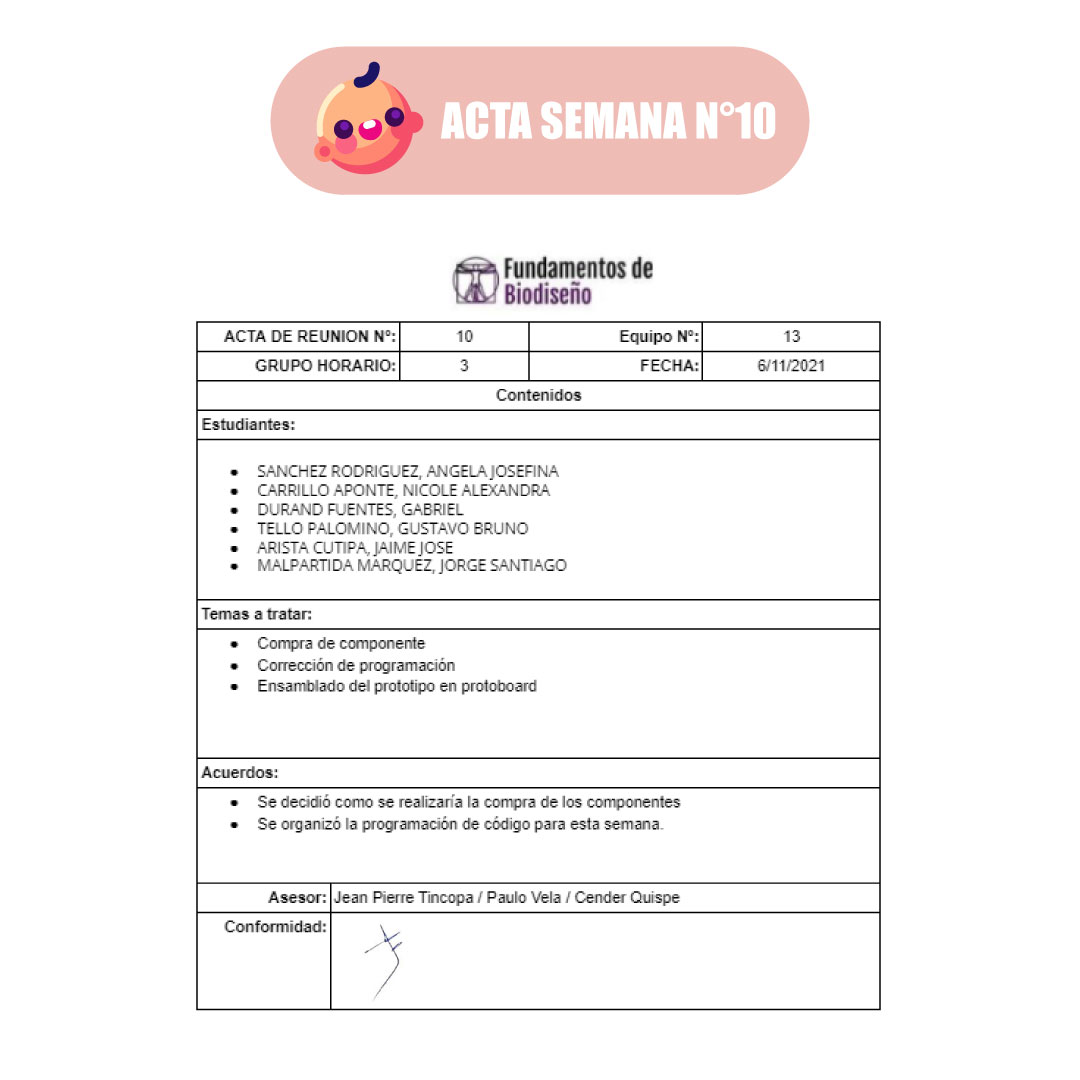 ACTA SEMANA N°10
Fundamentos de
Biodiseño
ACTA DE REUNION Nº: 10 Equipo Nº: 13
GRUPO HORARIO: 3 FECHA: 6/11/2021
Contenidos
Estudiantes:
● SANCHEZ RODRIGUEZ, ANGELA JOSEFINA
● CARRILLO APONTE, NICOLE ALEXANDRA
● DURAND FUENTES, GABRIEL
● TELLO PALOMINO, GUSTAVO BRUNO
● ARISTA CUTIPA, JAIME JOSE
● MALPARTIDA MARQUEZ, JORGE SANTIAGO
Temas a tratar:
● Compra de componente
● Corrección de programación
● Ensamblado del prototipo en protoboard
Acuerdos:
● Se decidió como se realizaría la compra de los componentes
● Se organizó la programación de código para esta semana.
Asesor: Jean Pierre Tincopa / Paulo Vela / Cender Quispe
Conformidad: